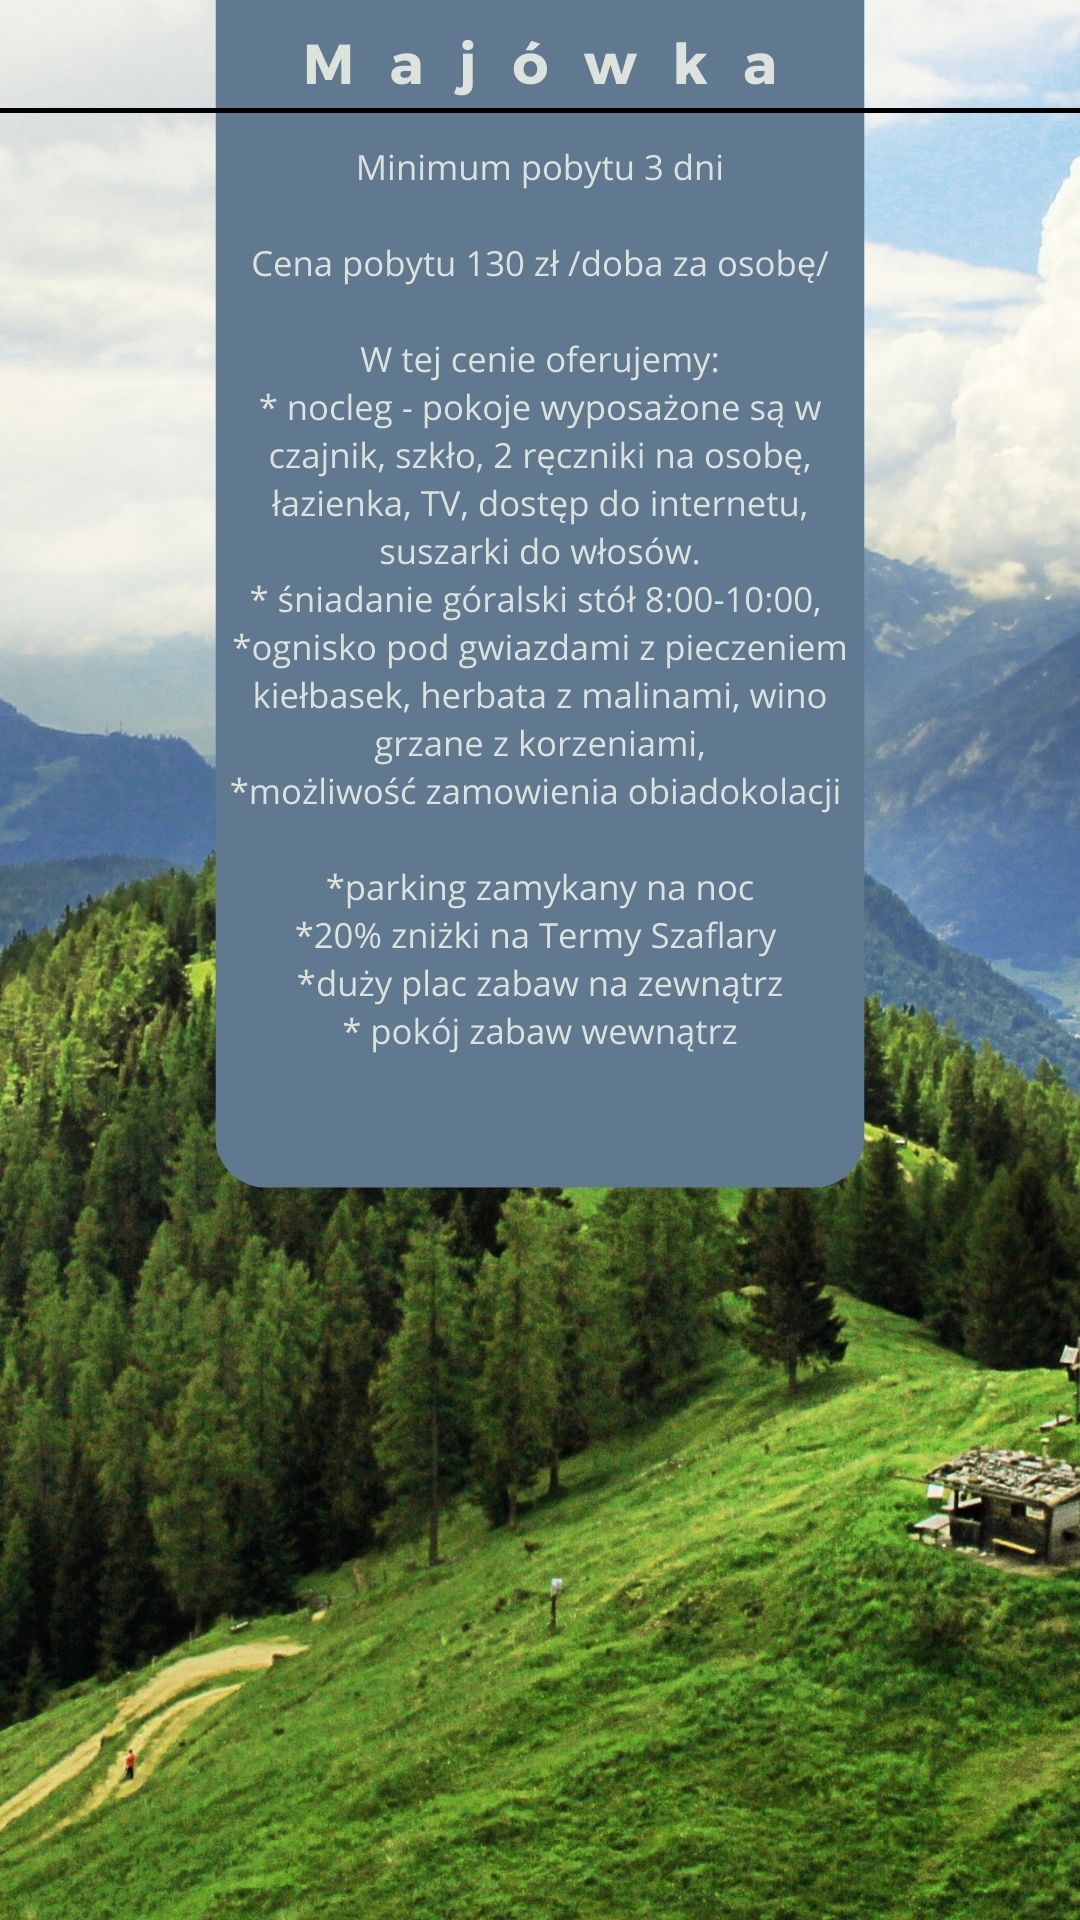 Majówka
Minimum pobytu 3 dni
Cena pobytu 130 zł /doba za osobę/
W tej cenie oferujemy:
* nocleg - pokoje wyposażone są w
czajnik, szkło, 2 ręczniki na osobę,
łazienka, TV, dostęp do internetu,
suszarki do włosów.
* śniadanie góralski stół 8:00-10:00,
*ognisko pod gwiazdami z pieczeniem
kiełbasek, herbata z malinami, wino
grzane z korzeniami,
*możliwość zamowienia obiadokolacji
*parking zamykany na noc
*20% zniżki na Termy Szaflary
*duży plac zabaw na zewnątrz
* pokój zabaw wewnątrz